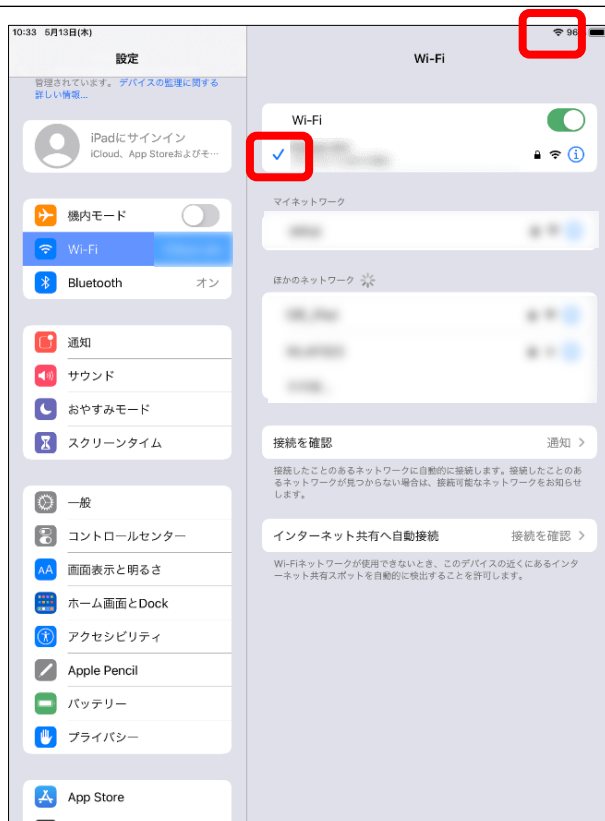 10:33 5月13日(木)
96
設定
Wi-Fi
管理されています。デバイスの監理に関する
詳しい情報...
iPadにサインイン
iCloud、App Storeおよびそ…
機内モード
Wi-Fi
Bluetooth オン
通知
サウンド
おやすみモード
スクリーンタイム
一般
コントロールセンター
AA 画面表示と明るさ
ホーム画面とDock
アクセシビリティ
Apple Pencil
バッテリー
プライバシー
App Store
Wi-Fi
マイネットワーク
ほかのネットワーク
接続を確認 通知
接続したことのあるネットワークに自動的に接続します。接続したことのあ
るネットワークが見つからない場合は、接続可能なネットワークをお知らせ
します。
インターネット共有へ自動接続 接続を確認
Wi-Fiネットワークが使用できないとき、このデバイスの近くにあるインタ
ーネット共有スポットを自動的に検出することを許可します。